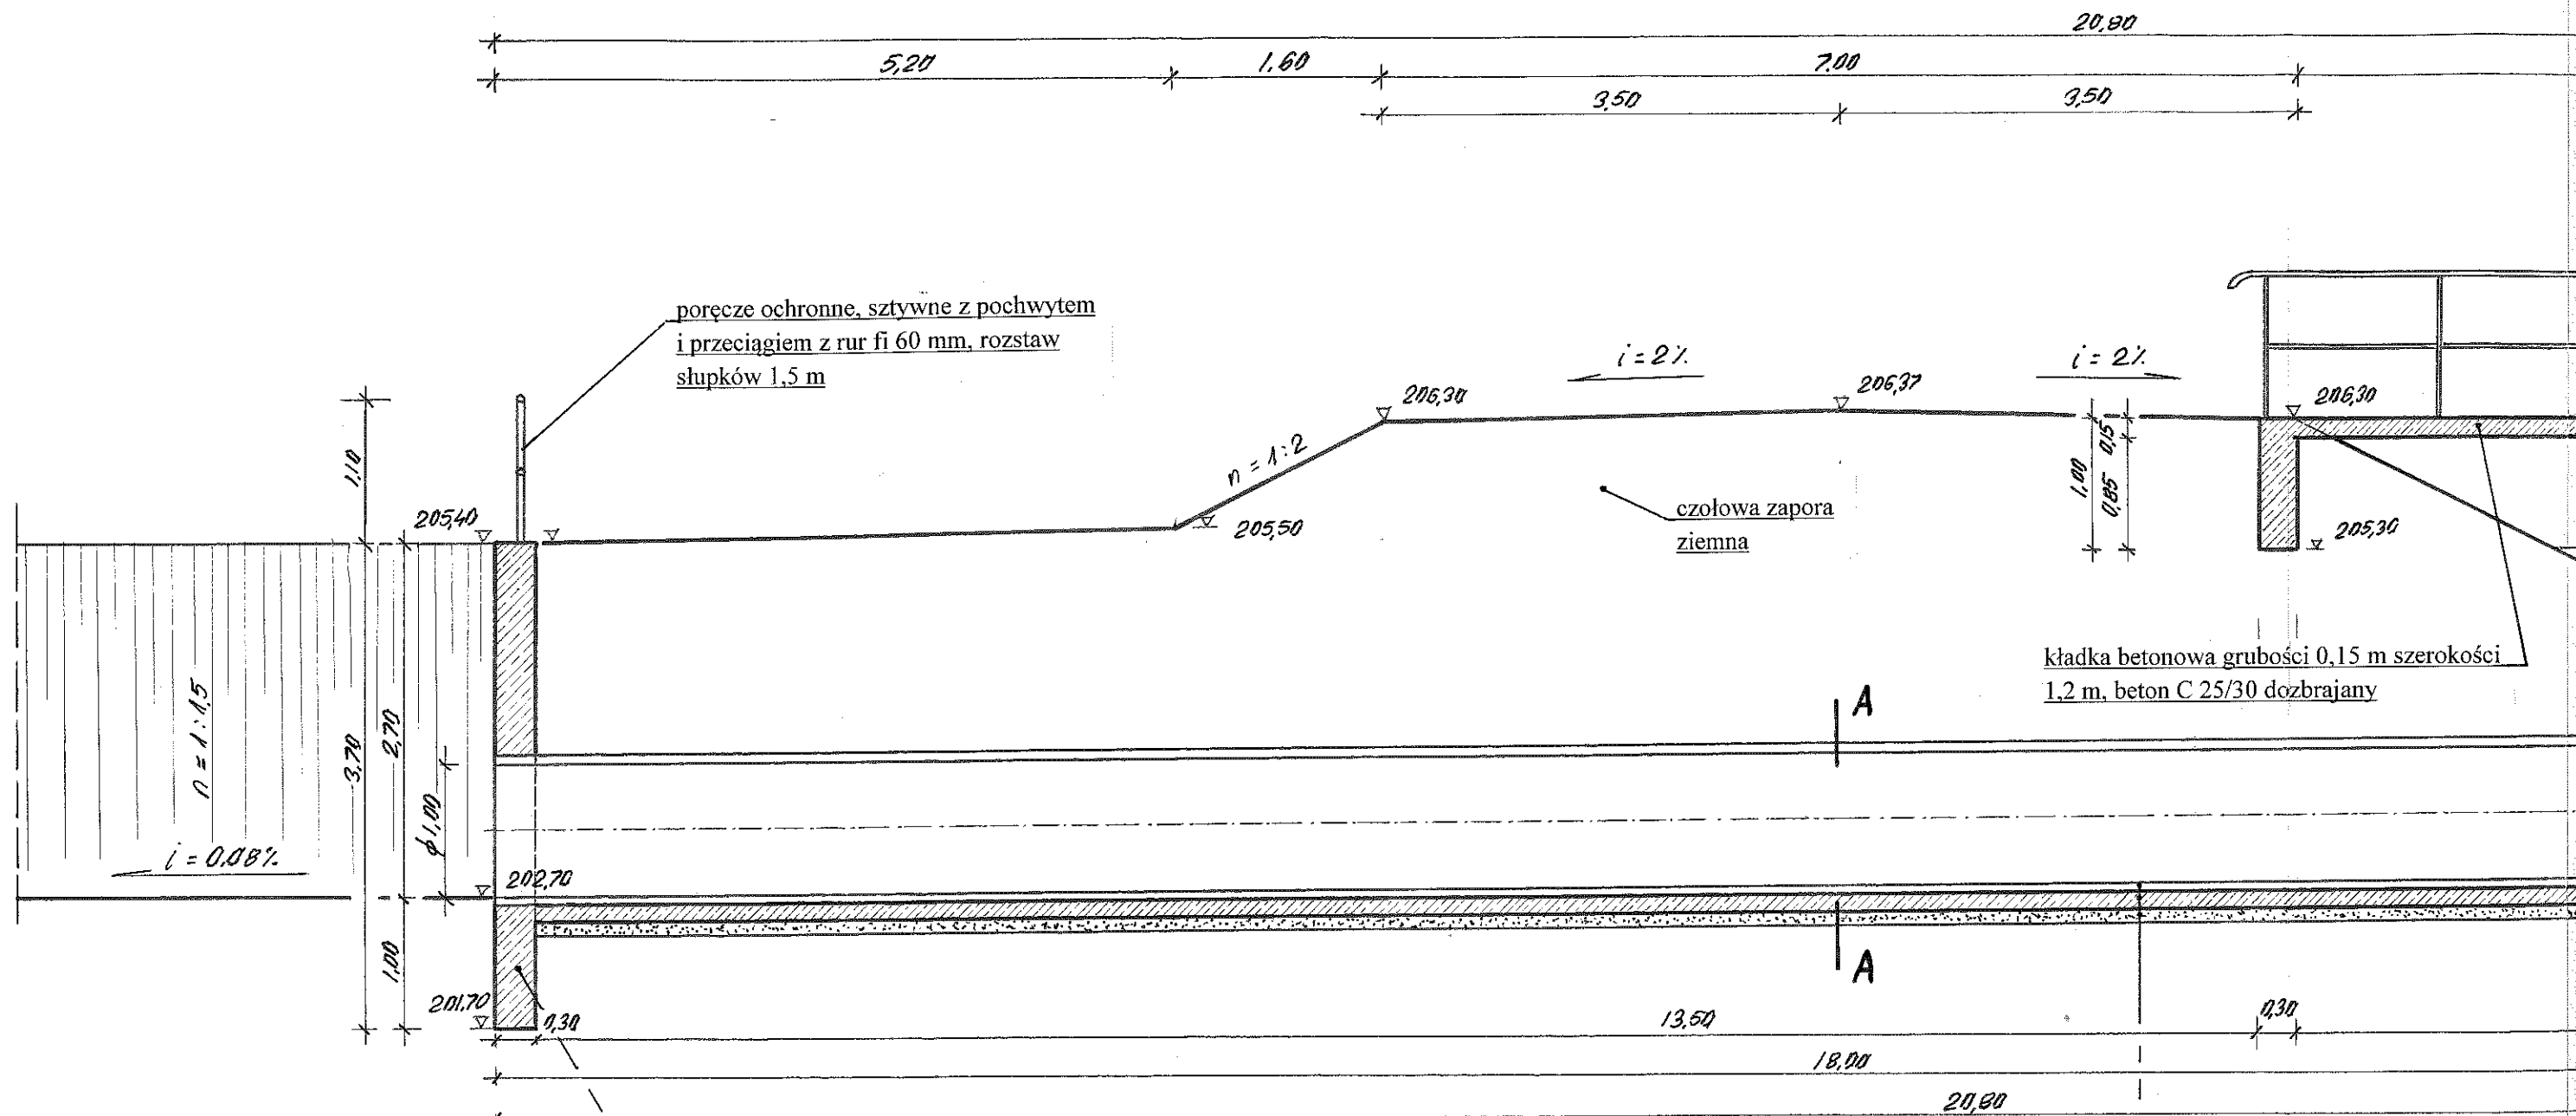 20,80
5,20 1,60 7,00
3,50 3,50
poręcze ochronne, sztywne z pochwytem
i przeciągiem z rur fi 60 mm, rozstaw
słupków 1,5 m
i = 2% i = 2%
206,30 206,37 206,30
1,10
n = 1:2
0,15
1,00 0,85
205,40 205,50 205,30
czołowa zapora
ziemna
kładka betonowa grubości 0,15 m szerokości
1,2 m, beton C 25/30 dozbrajany
n = 1:1,5
3,70 2,70
A
ϕ 1,00
i = 0,08%
202,70
1,00
A
201,70
0,30 13,50 0,30
18,00
20,80